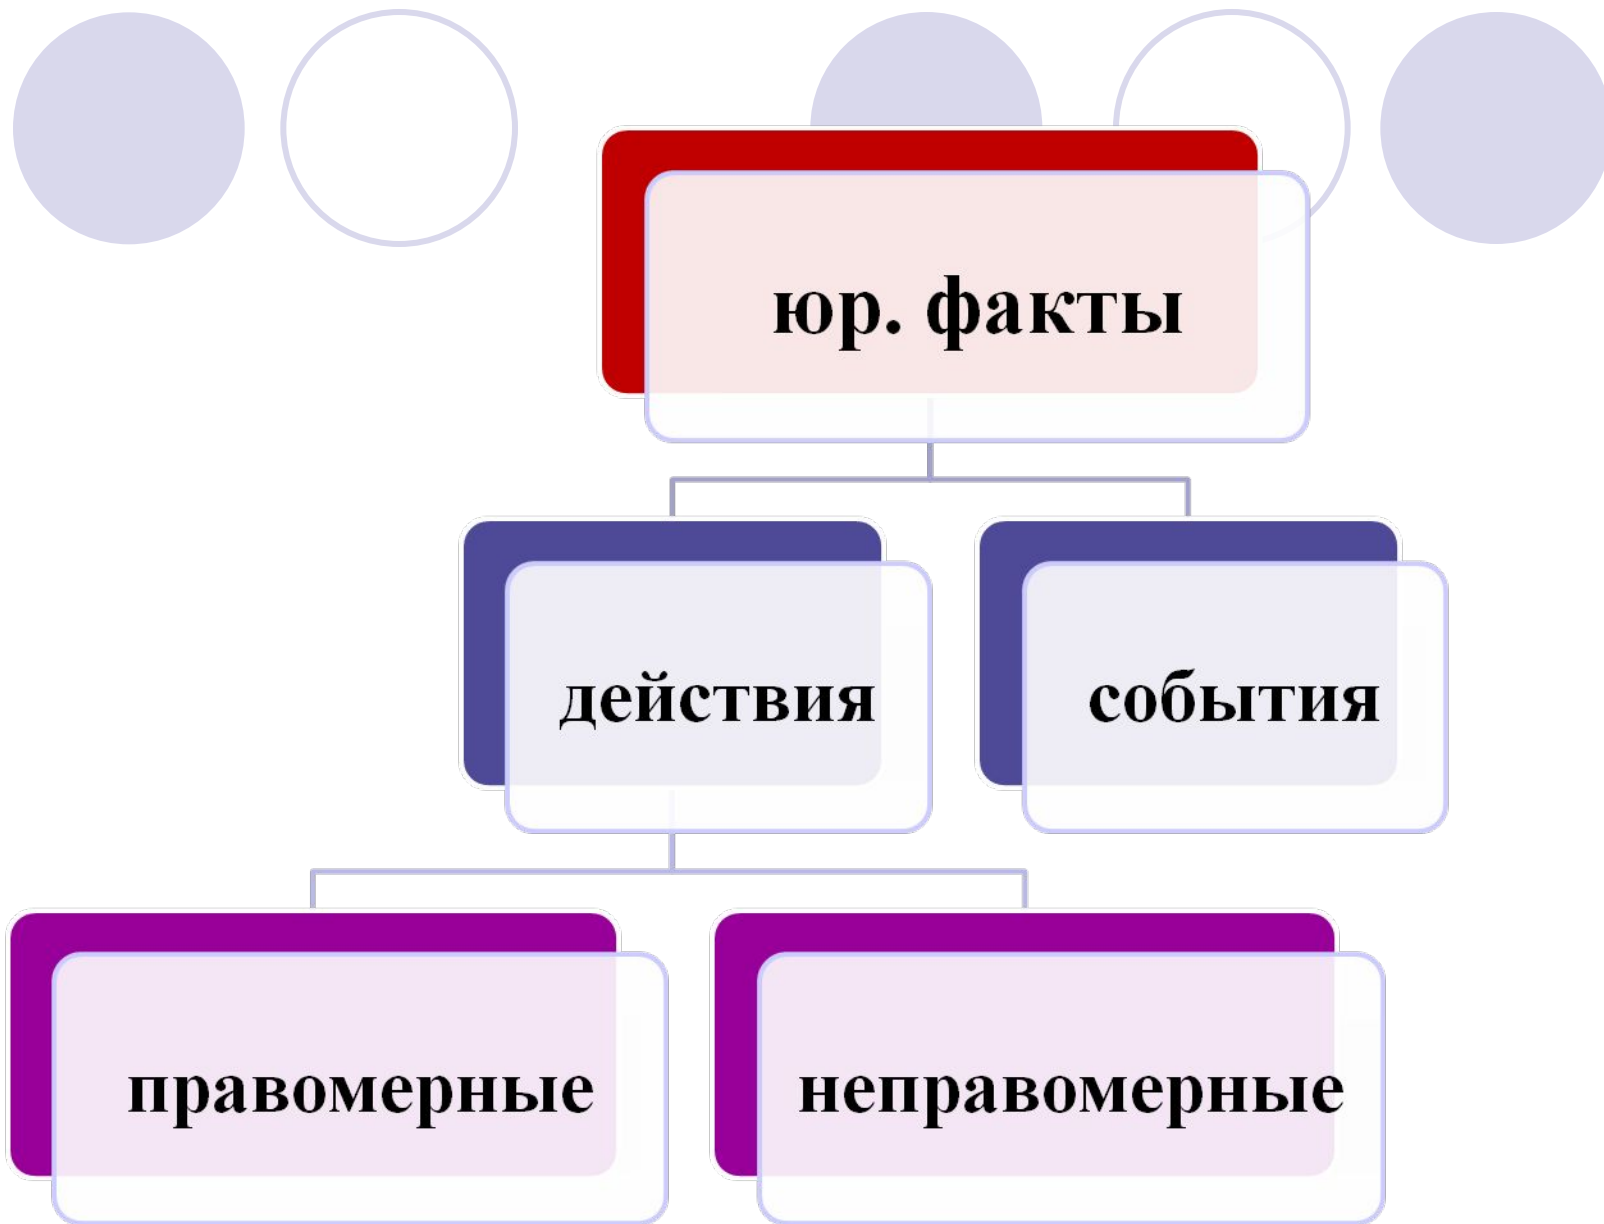 юр. факты
действия
события
правомерные
неправомерные